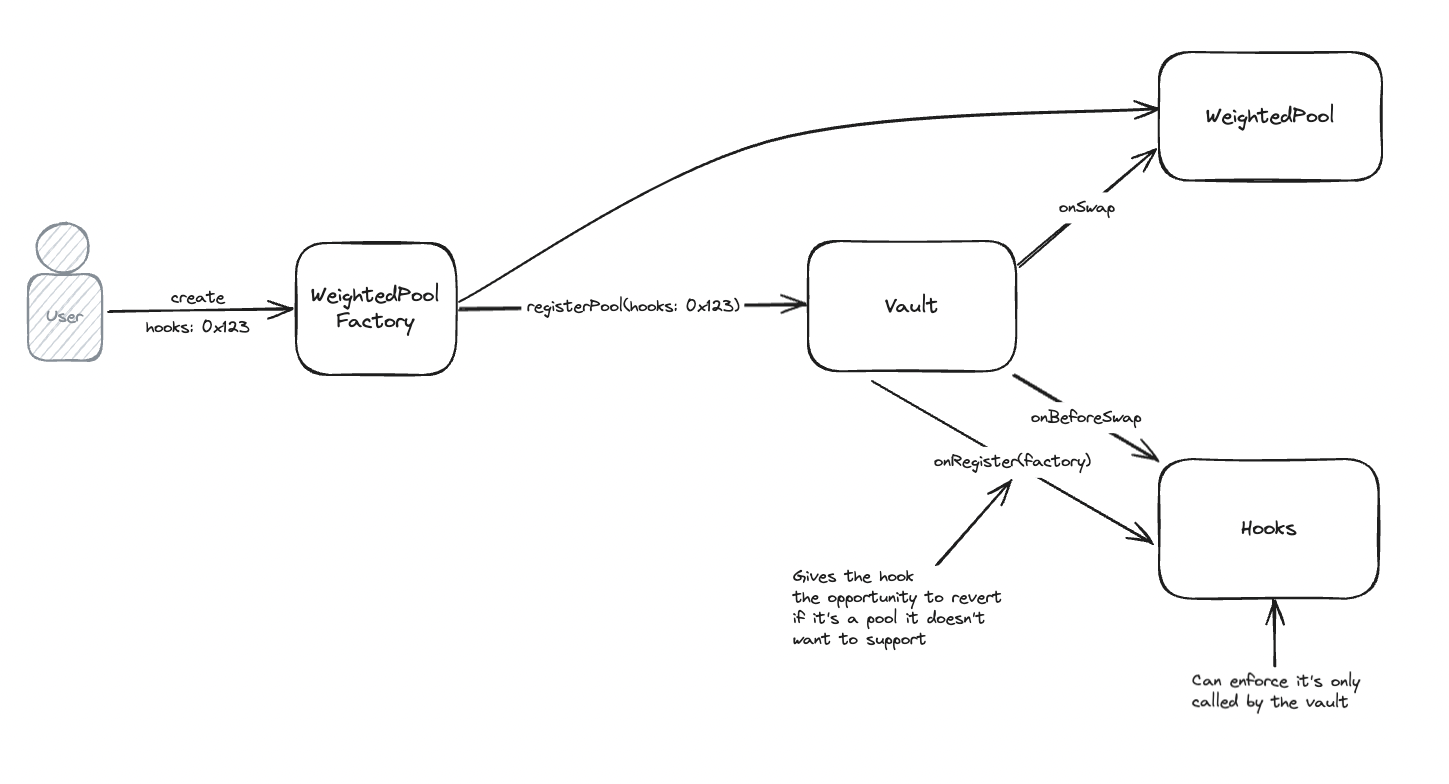 WeightedPool
onSwap
User
create
hooks: 0x123
WeightedPool
Factory
registerPool(hooks: 0x123)
Vault
onBeforeSwap
onRegister(factory)
Hooks
Gives the hook
the opportunity to revert
if it's a pool it doesn't
want to support
Can enforce it's only
called by the vault